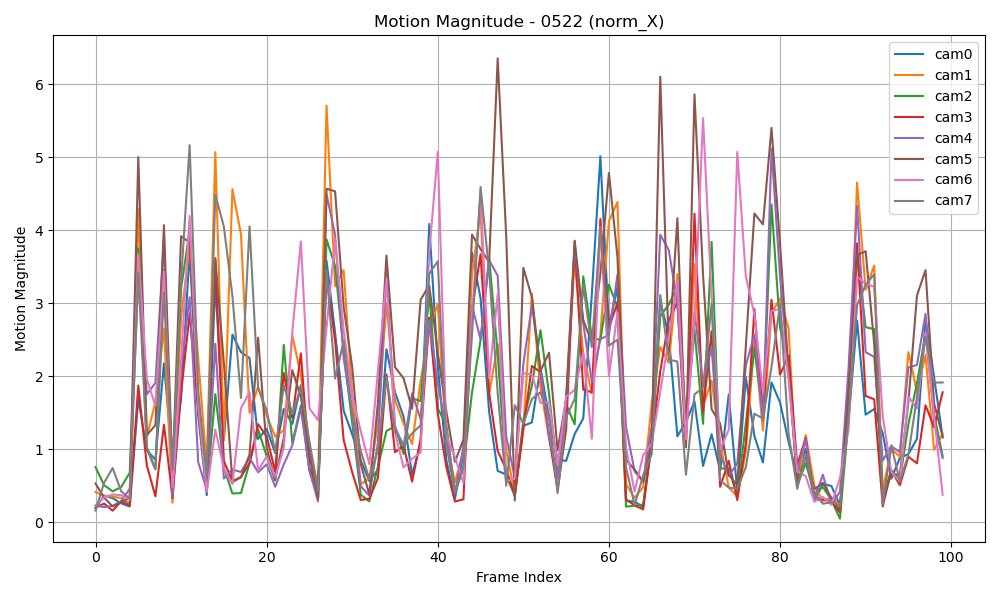 Motion Magnitude - 0522 (norm_X)
Motion Magnitude
6
5
4
3
2
1
0
0 20 40 60 80 100
Frame Index
cam0
cam1
cam2
cam3
cam4
cam5
cam6
cam7